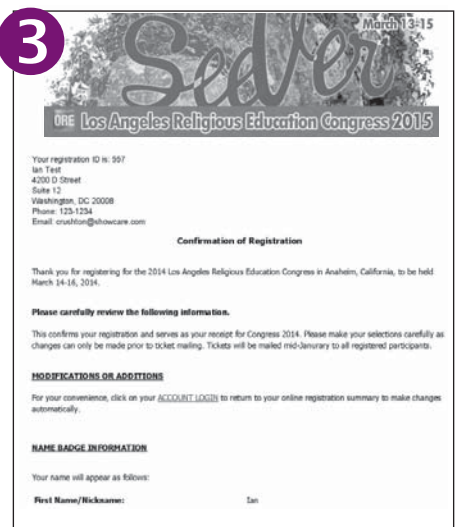 3
March 13-15
See Ver
ORE Los Angeles Religious Education Congress 2015
Your registration ID is: 557
Ian Test
4200 D Street
Suite 12
Washington, DC 20008
Phone: 123-1234
Email: crushton@showcare.com
Confirmation of Registration
Thank you for registering for the 2014 Los Angeles Religious Education Congress in Anaheim, California, to be held
March 14-16, 2014.
Please carefully review the following information.
This confirms your registration and serves as your receipt for Congress 2014. Please make your selections carefully as
changes can only be made prior to ticket mailing. Tickets will be mailed mid-Janurary to all registered participants.
MODIFICATIONS OR ADDITIONS
For your convenience, click on your ACCOUNT LOGIN to return to your online registration summary to make changes
automatically.
NAME BADGE INFORMATION
Your name will appear as follows:
First Name/Nickname: Ian